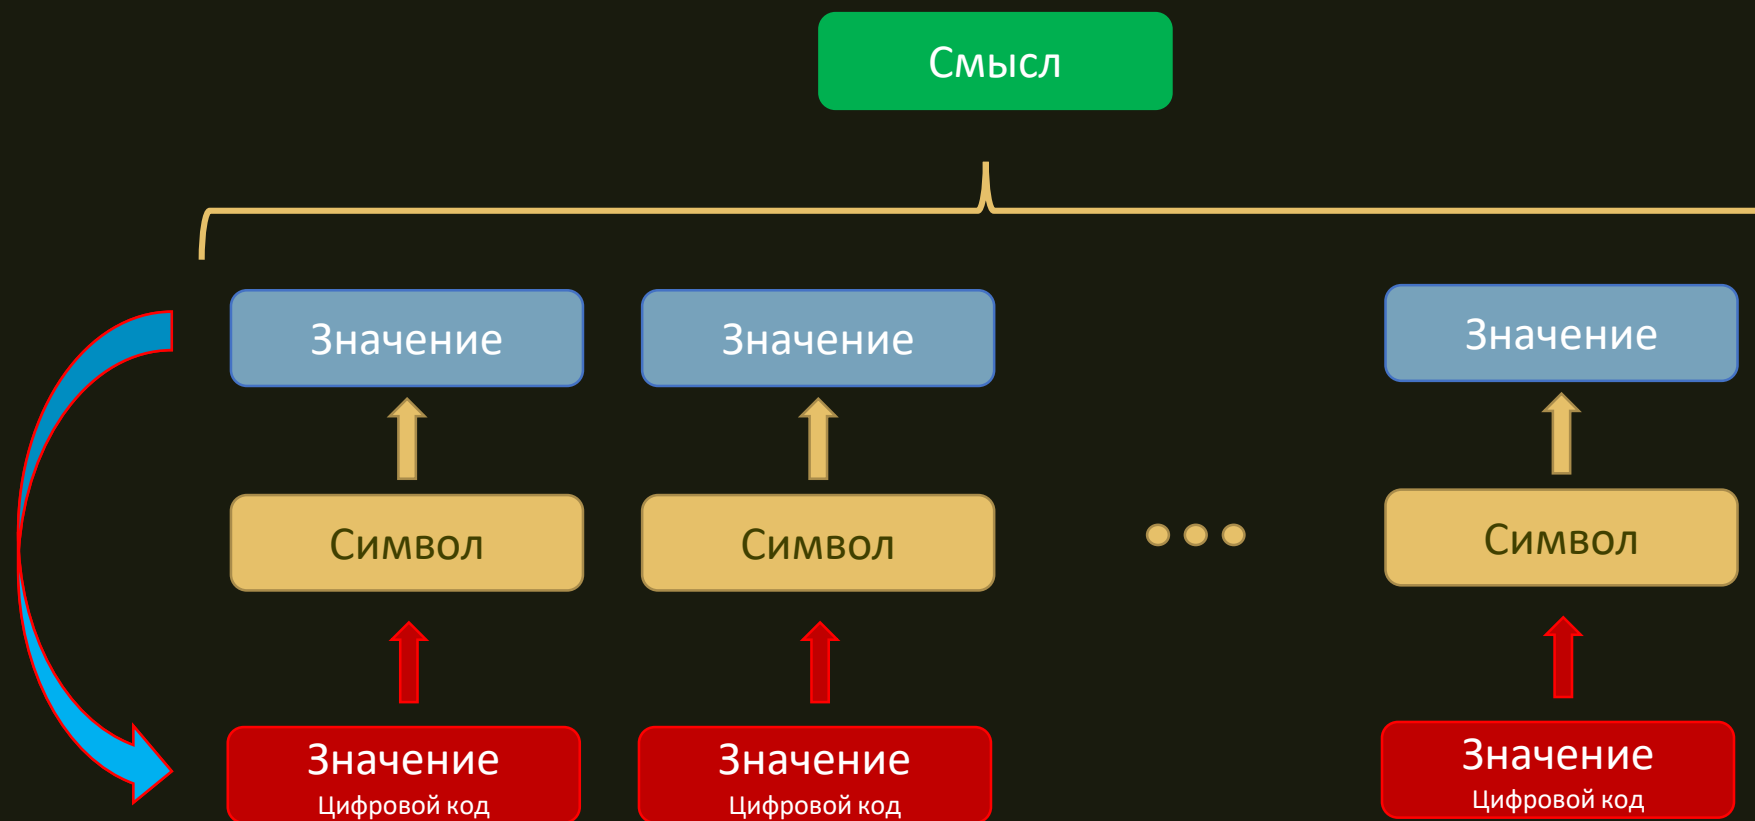 Смысл
Значение
Значение
Значение
Символ
Символ
Символ
Значение
Цифровой код
Значение
Цифровой код
Значение
Цифровой код